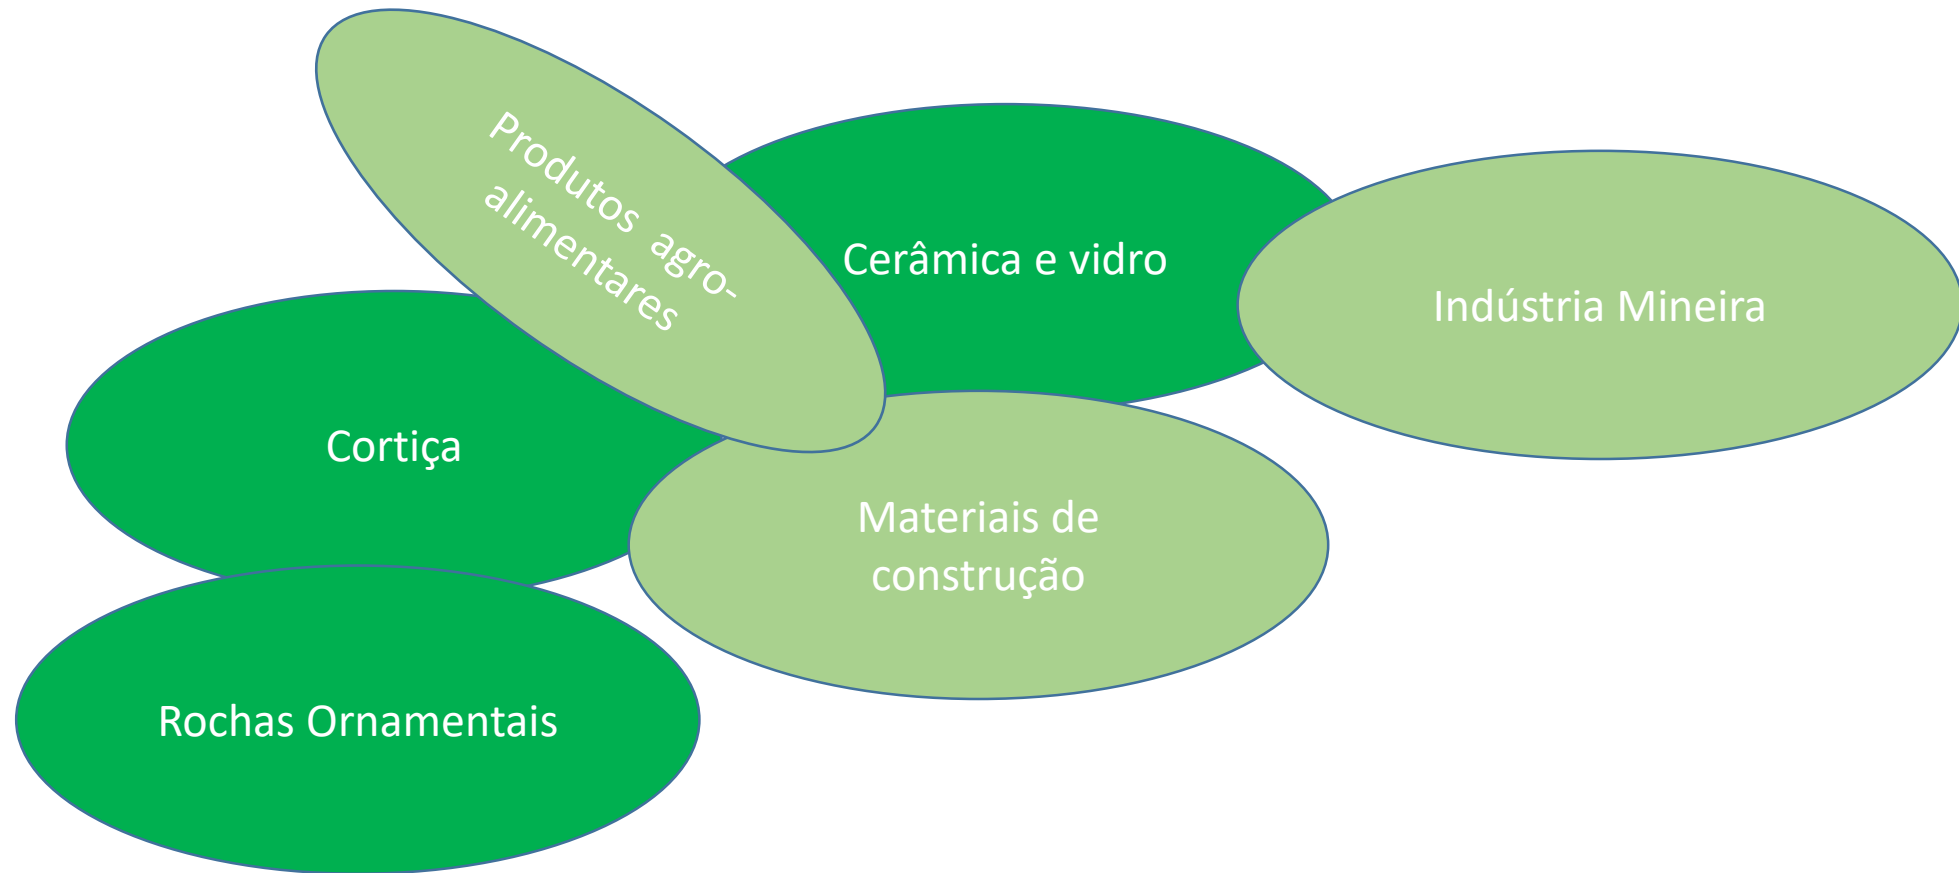 Produtos agro-
alimentares
Cerâmica e vidro
Indústria Mineira
Cortiça
Materiais de
construção
Rochas Ornamentais